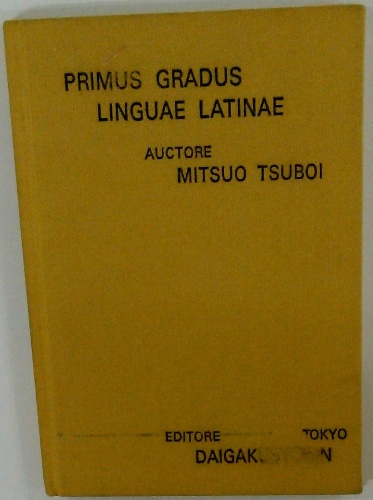 PRIMUS GRADUS
LINGUAE LATINAE
AUCTORE
MITSUO TSUBOI
EDITORE TOKYO